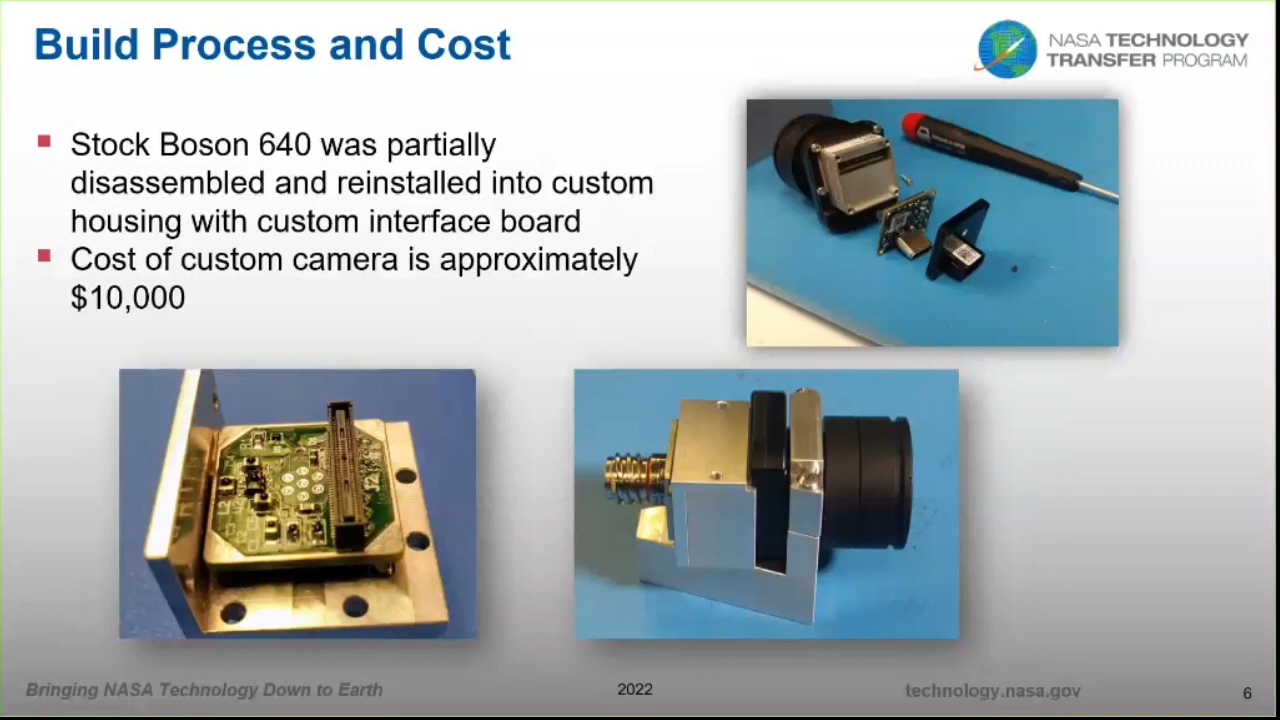 Build Process and Cost
NASA TECHNOLOGY
TRANSFER PROGRAM
Stock Boson 640 was partially
disassembled and reinstalled into custom
housing with custom interface board
Cost of custom camera is approximately
$10,000
Bringing NASA Technology Down to Earth
2022
technology.nasa.gov
6